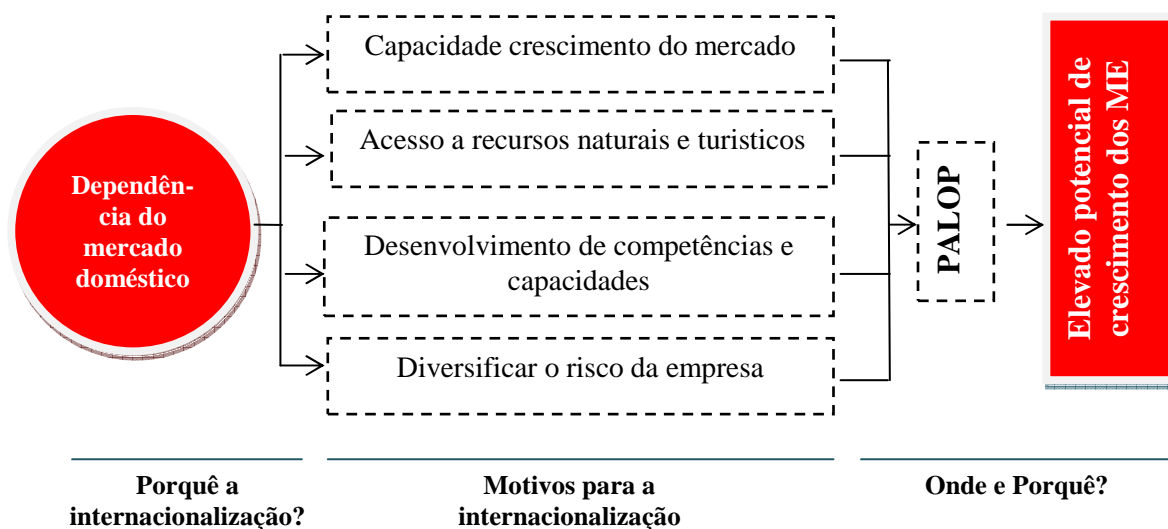 Dependên-
cia do
mercado
doméstico
Capacidade crescimento do mercado
Acesso a recursos naturais e turisticos
Desenvolvimento de competências e
capacidades
Diversificar o risco da empresa
PALOP
Elevado potencial de
crescimento dos ME
Porquê a
internacionalização?
Motivos para a
internacionalização
Onde e Porquê?